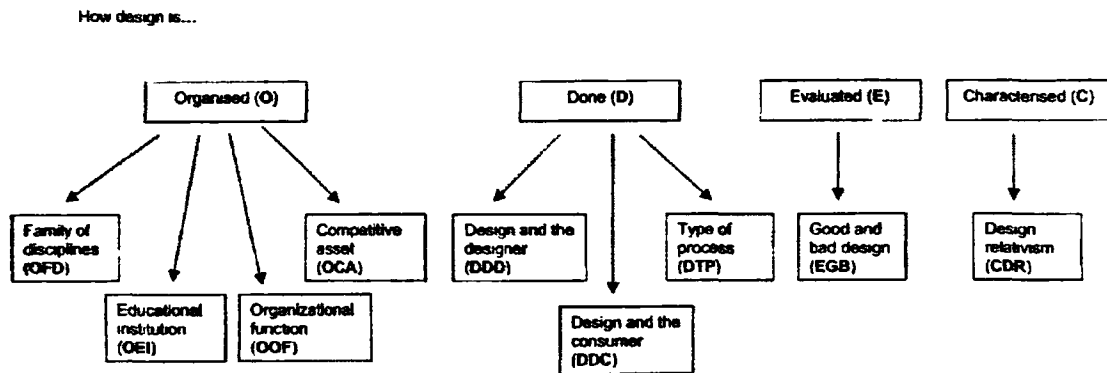 How design is...
Organised (O)
Done (D)
Evaluated (E)
Characterised (C)
Family of
disciplines
(OFD)
Competitive
asset
(OCA)
Design and the
designer
(DDD)
Type of
process
(DTP)
Good and
bad design
(EGB)
Design
relativism
(CDR)
Educational
institution
(OEI)
Organizational
function
(OOF)
Design and the
consumer
(DDC)